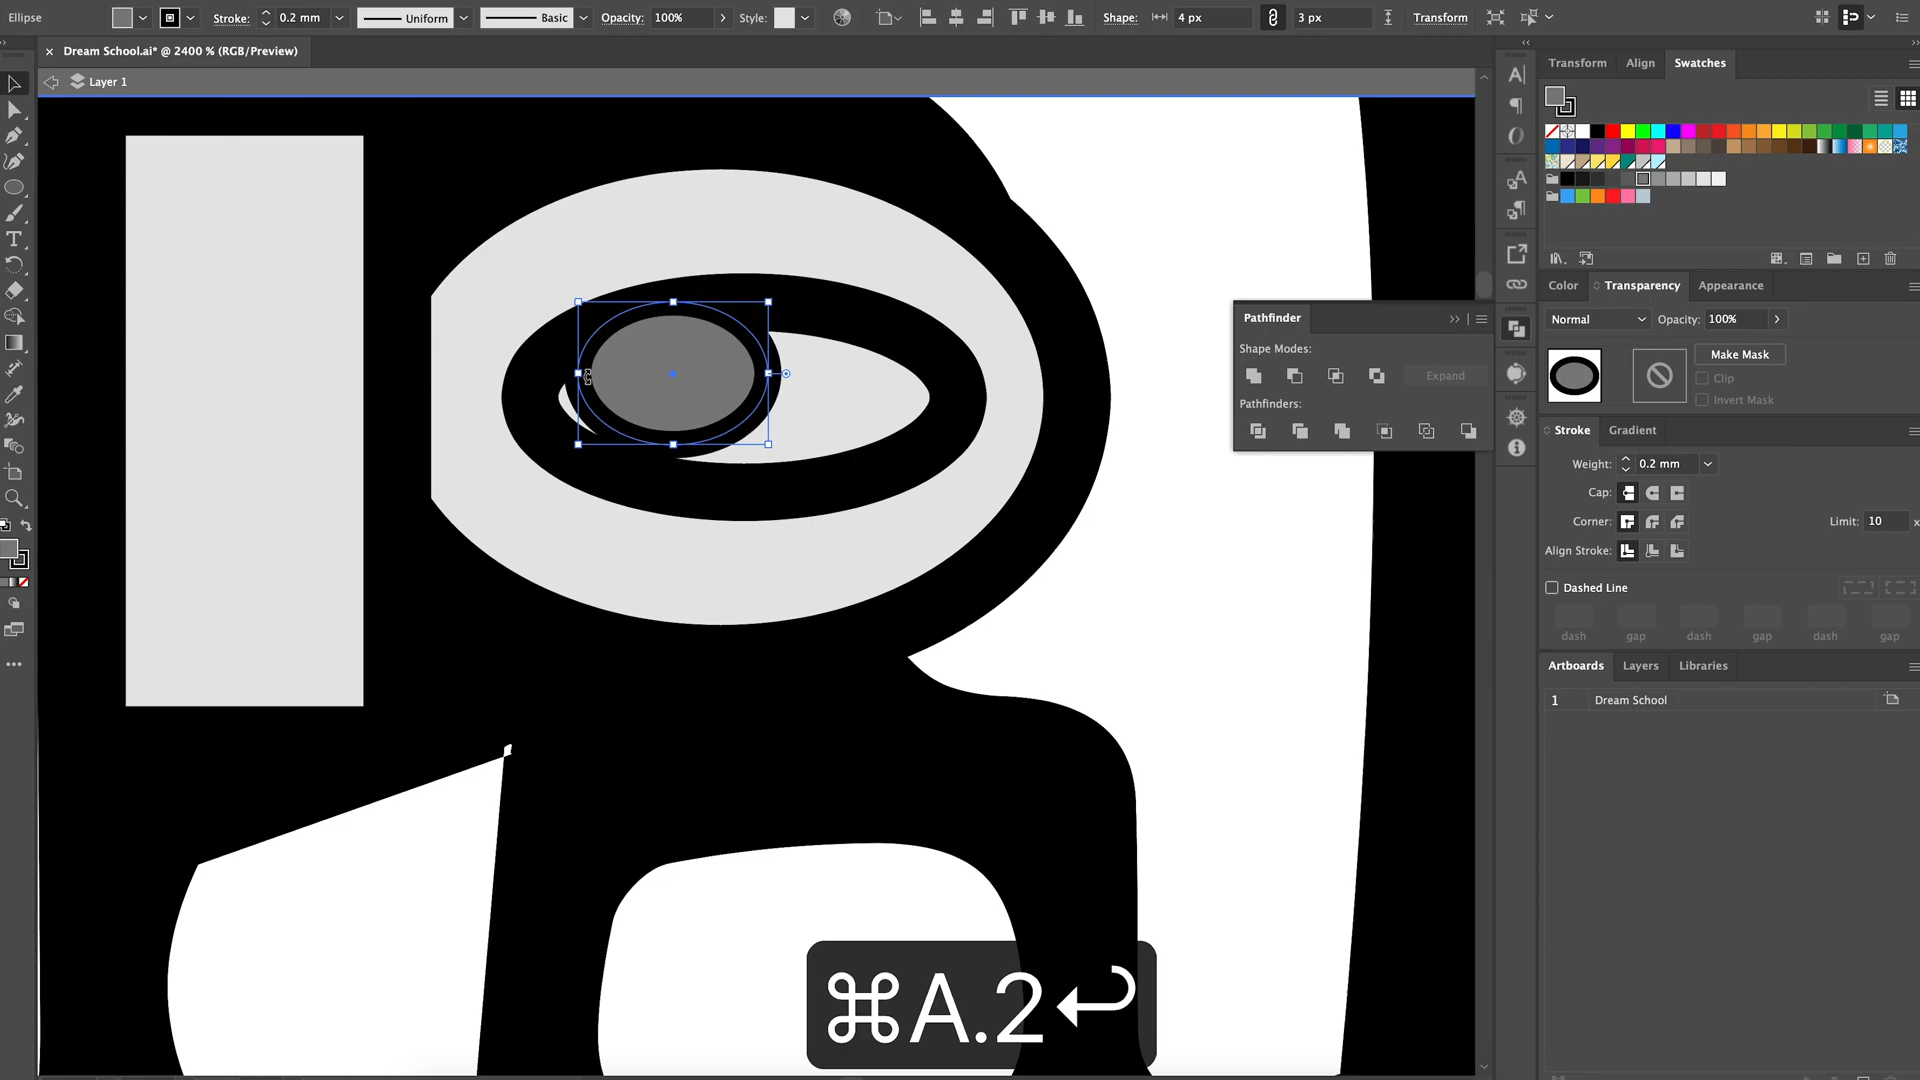 Ellipse
Stroke: 0.2 mm Uniform Basic Opacity: 100% Style: Shape: 4 px 3 px Transform
× Dream School.ai* @ 2400 % (RGB/Preview)
Layer 1
Transform Align Swatches
Color Transparency Appearance
Normal Opacity: 100%
Make Mask
Clip
Invert Mask
Pathfinder
Shape Modes:
Expand
Pathfinders:
Stroke Gradient
Weight: 0.2 mm
Cap:
Corner: Limit: 10 x
Align Stroke:
Dashed Line
dash gap dash gap dash gap
Artboards Layers Libraries
1 Dream School
⌘A.2↩